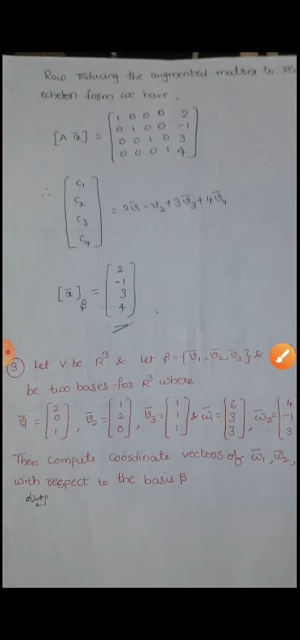 Row reducing the augmented matrix to re
echelon form we have,
[A x̄] = [1 0 0 0 2
0 1 0 0 -1
0 0 1 0 3
0 0 0 1 4]
∴ [c₁
c₂
c₃
c₄] = 2v̄₁ - v̄₂ + 3v̄₃ + 4v̄₄
[x̄]β = [2
-1
3
4]
③ Let V be R³ & Let β = {v̄₁, v̄₂, v̄₃} &
be two bases for R³ where
v̄₁ = [2 0 1], v̄₂ = [1 2 0], v̄₃ = [1 1 1] & w̄₁ = [6 3 3], w̄₂ = [4 -1 3
Then compute coordinate vectors of w̄₁, w̄₂,
with respect to the basis β.